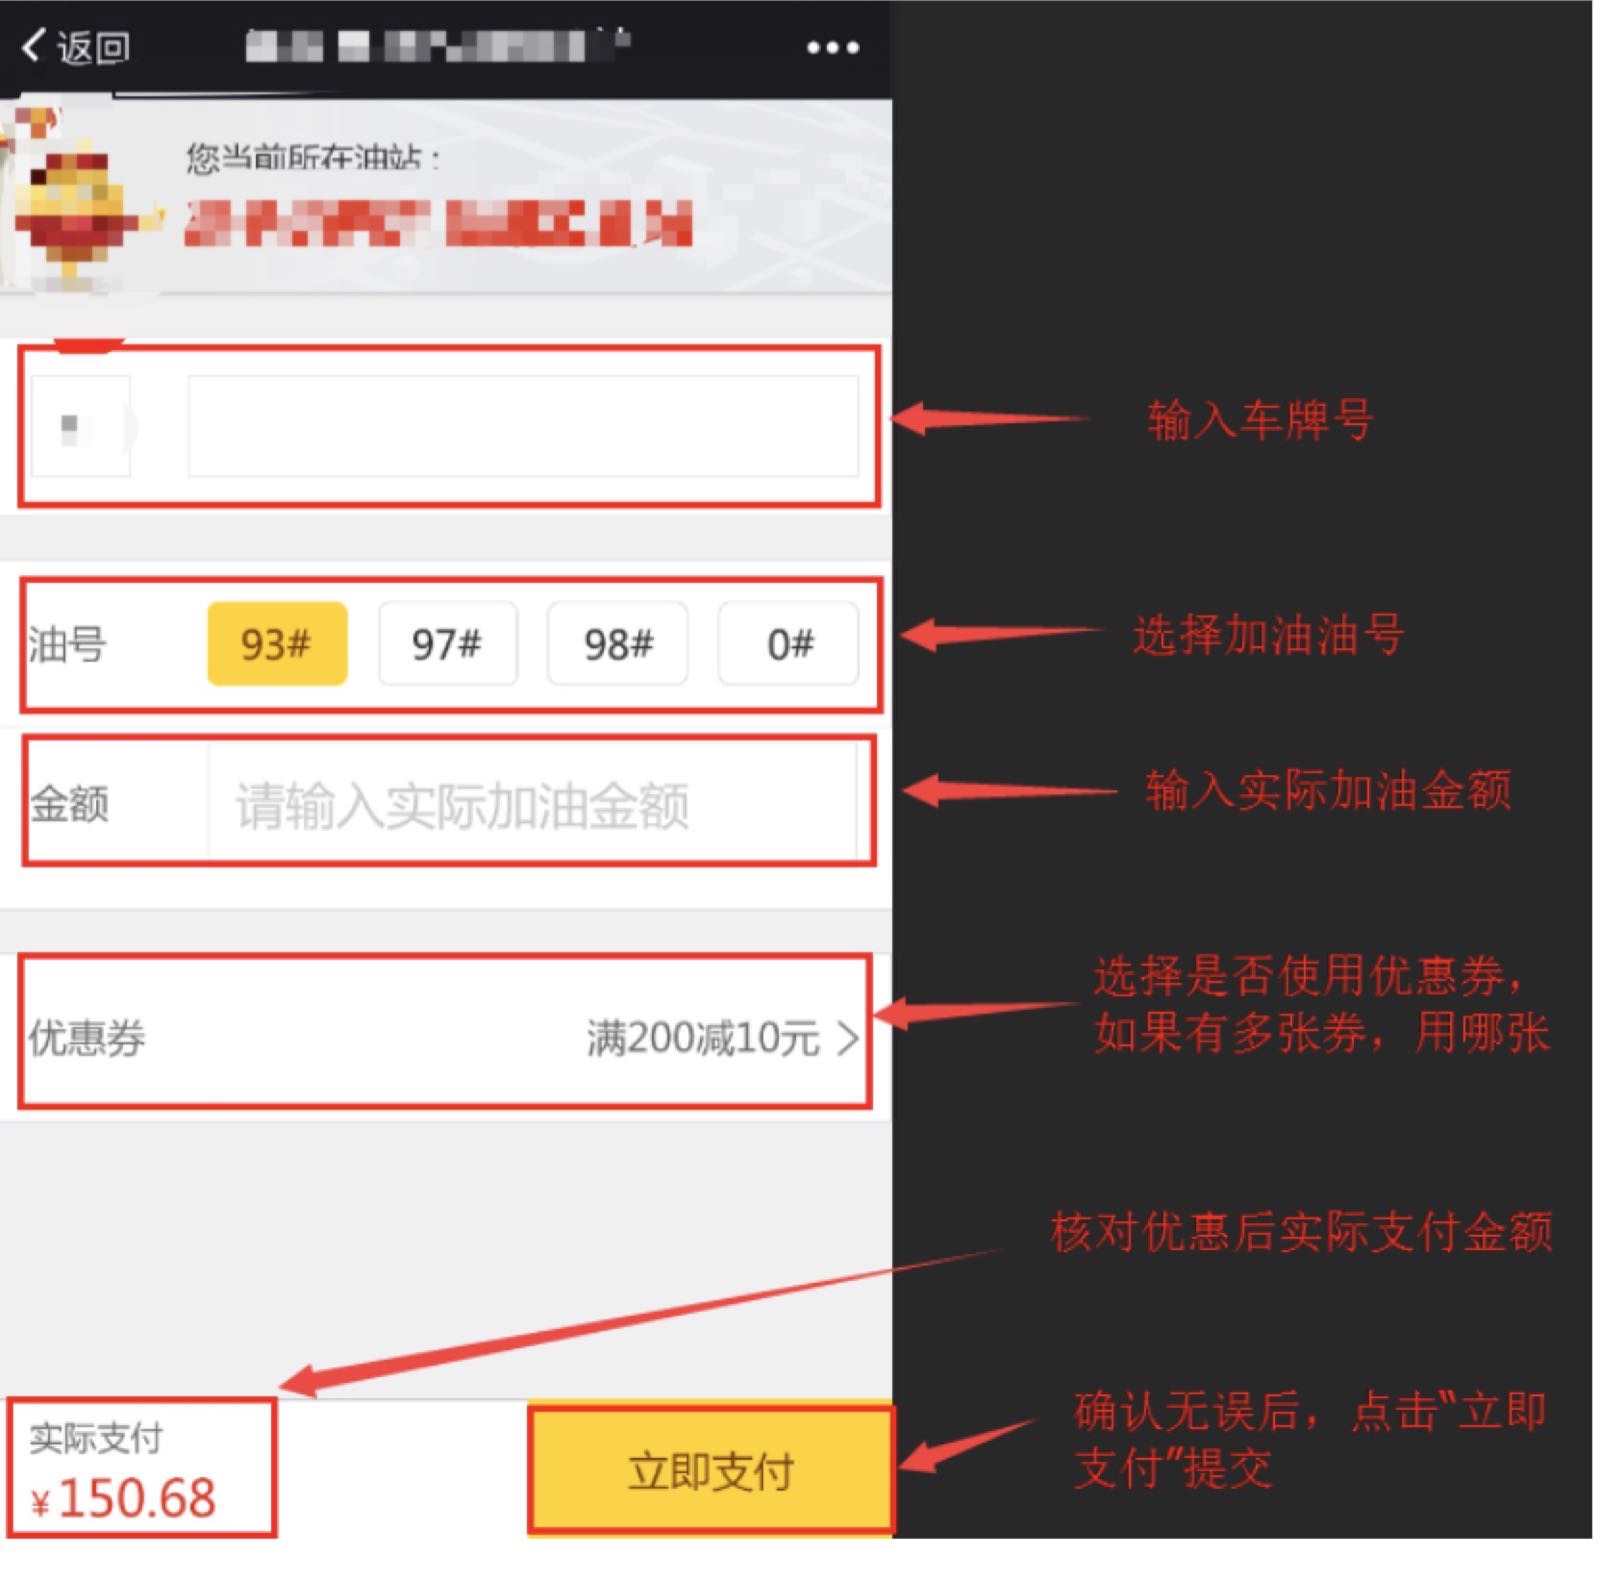 返回
您当前所在油站：
输入车牌号
油号 93# 97# 98# 0#
选择加油油号
金额 请输入实际加油金额
输入实际加油金额
优惠券 满200减10元
选择是否使用优惠券，
如果有多张券，用哪张
核对优惠后实际支付金额
实际支付
¥150.68
立即支付
确认无误后，点击“立即
支付”提交